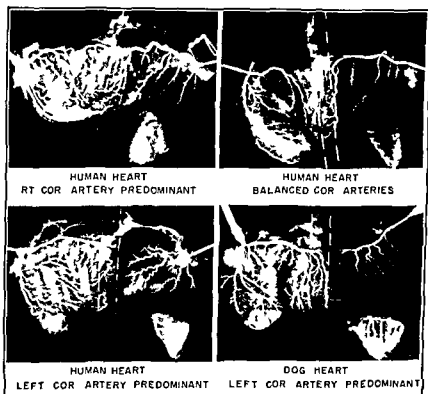 HUMAN HEART
RT COR ARTERY PREDOMINANT
HUMAN HEART
BALANCED COR ARTERIES
HUMAN HEART
LEFT COR ARTERY PREDOMINANT
DOG HEART
LEFT COR ARTERY PREDOMINANT